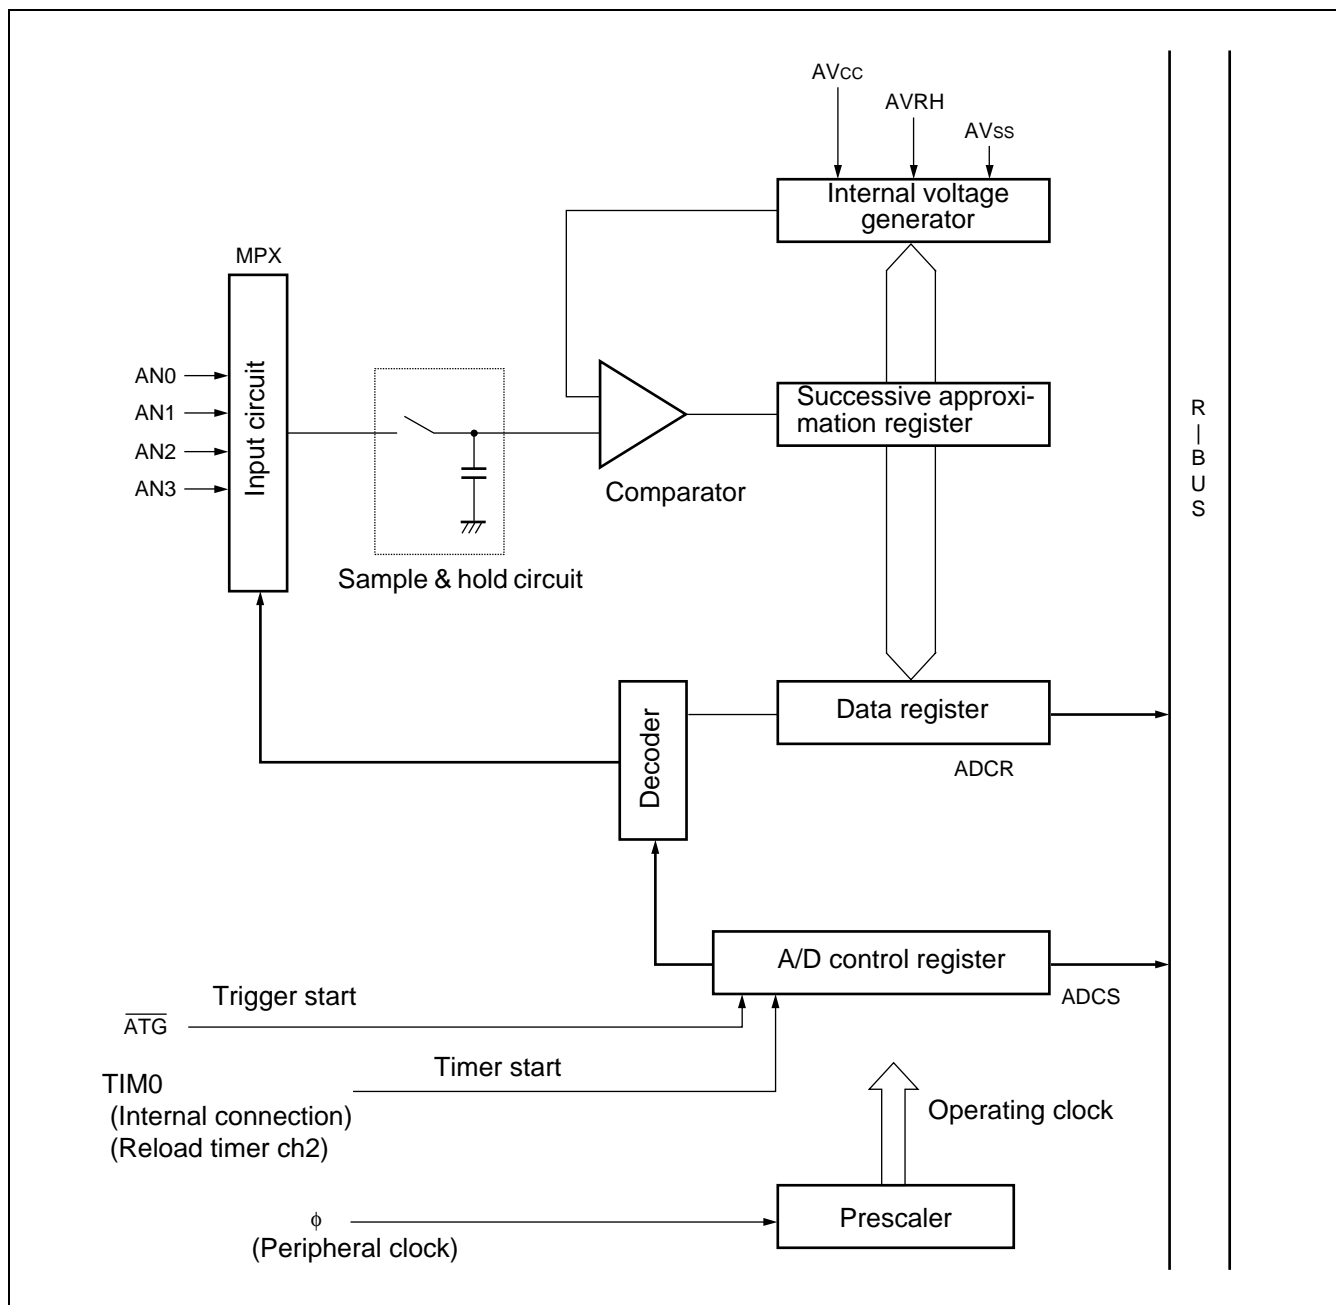 AVCC
AVRH
AVSS
Internal voltage
generator
MPX
Input circuit
AN0
AN1
AN2
AN3
Sample & hold circuit
Comparator
Successive approxi-
mation register
R
|
B
U
S
Decoder
Data register
ADCR
A/D control register
ADCS
Trigger start
ATG
Timer start
TIM0
(Internal connection)
(Reload timer ch2)
Operating clock
Prescaler
ϕ
(Peripheral clock)